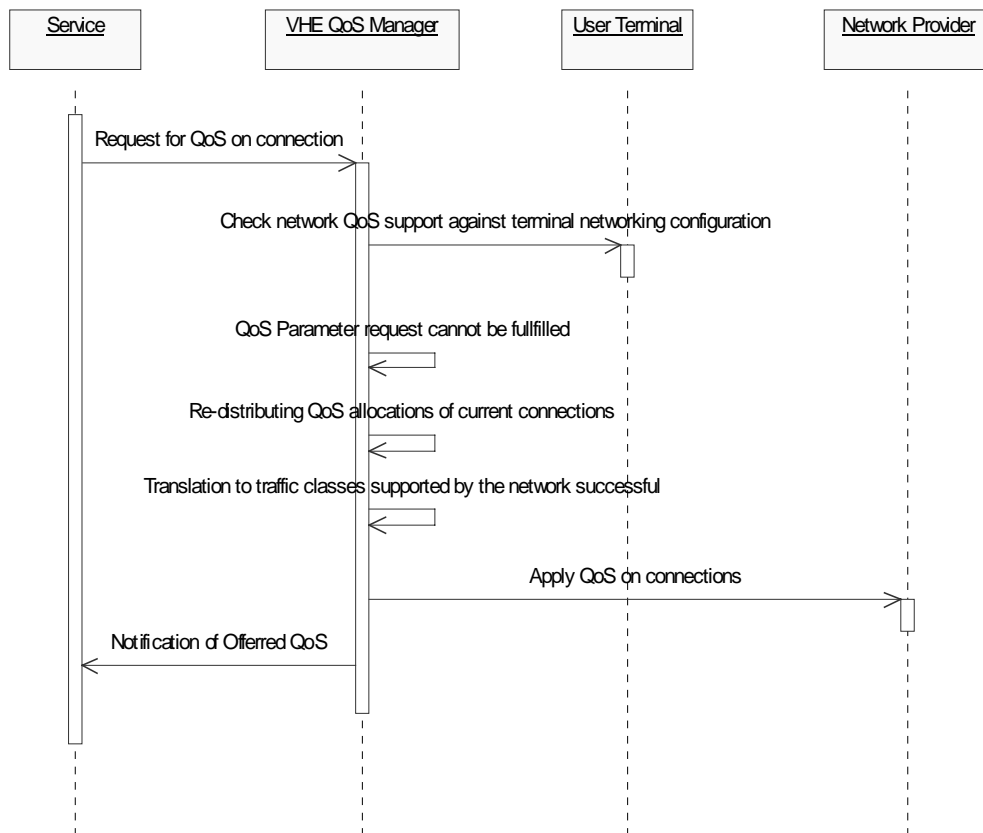 Service
VHE QoS Manager
User Terminal
Network Provider
Request for QoS on connection
Check network QoS support against terminal networking configuration
QoS Parameter request cannot be fullfilled
Re-distributing QoS allocations of current connections
Translation to traffic classes supported by the network successful
Apply QoS on connections
Notification of Offerred QoS